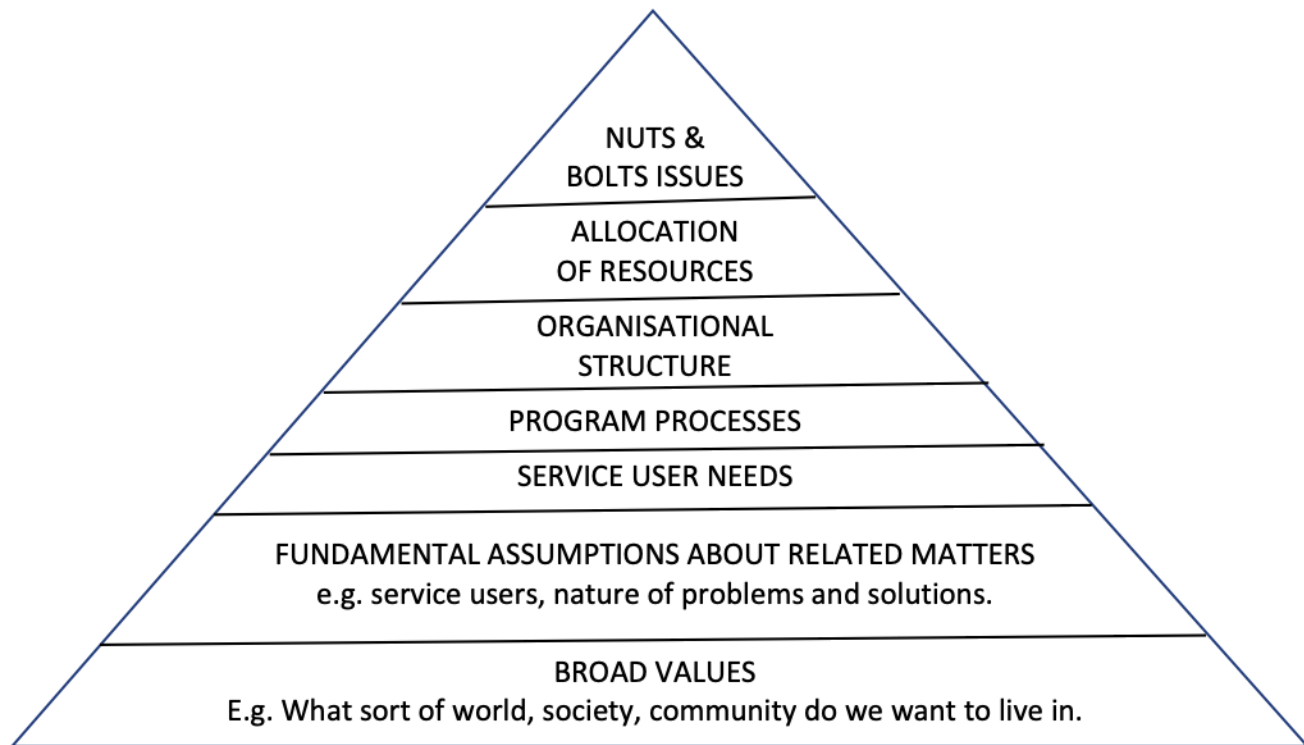 NUTS &
BOLTS ISSUES
ALLOCATION
OF RESOURCES
ORGANISATIONAL
STRUCTURE
PROGRAM PROCESSES
SERVICE USER NEEDS
FUNDAMENTAL ASSUMPTIONS ABOUT RELATED MATTERS
e.g. service users, nature of problems and solutions.
BROAD VALUES
E.g. What sort of world, society, community do we want to live in.